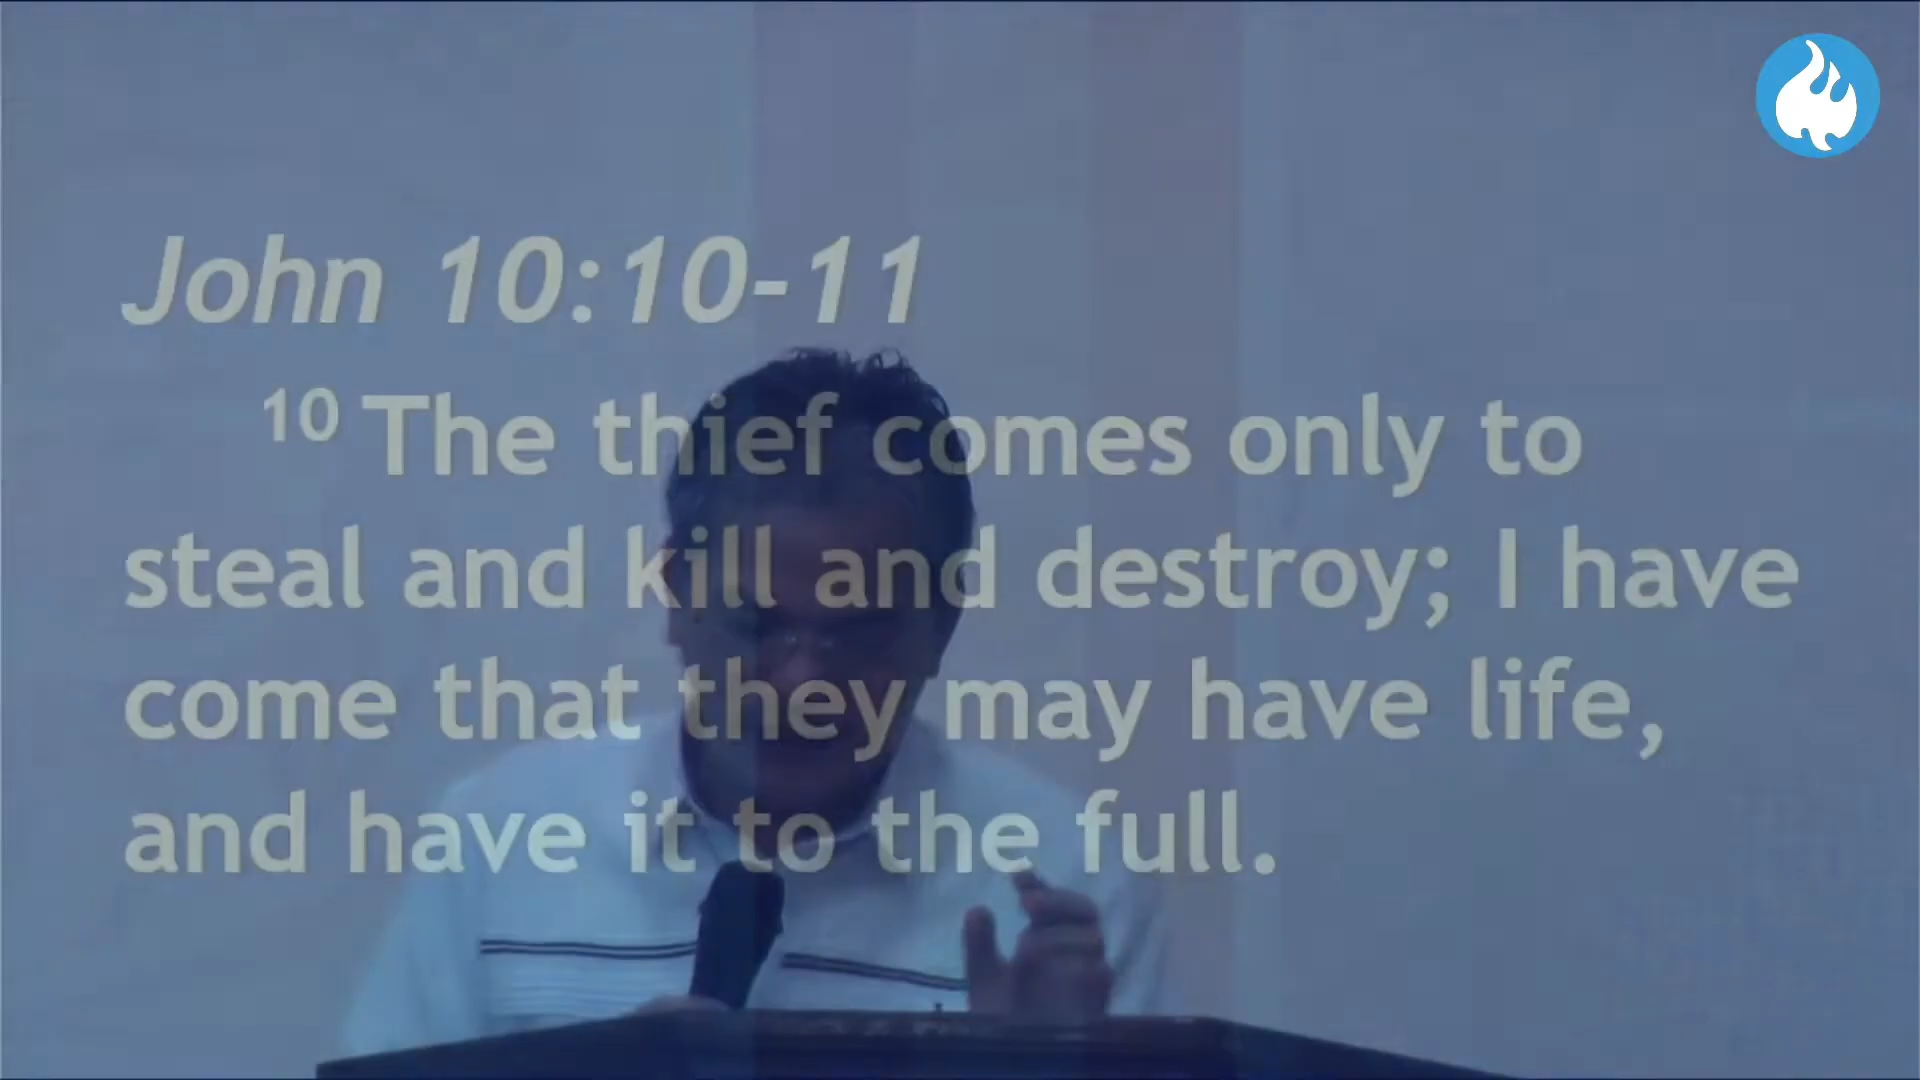 John 10:10-11
10 The thief comes only to
steal and kill and destroy; I have
come that they may have life,
and have it to the full.